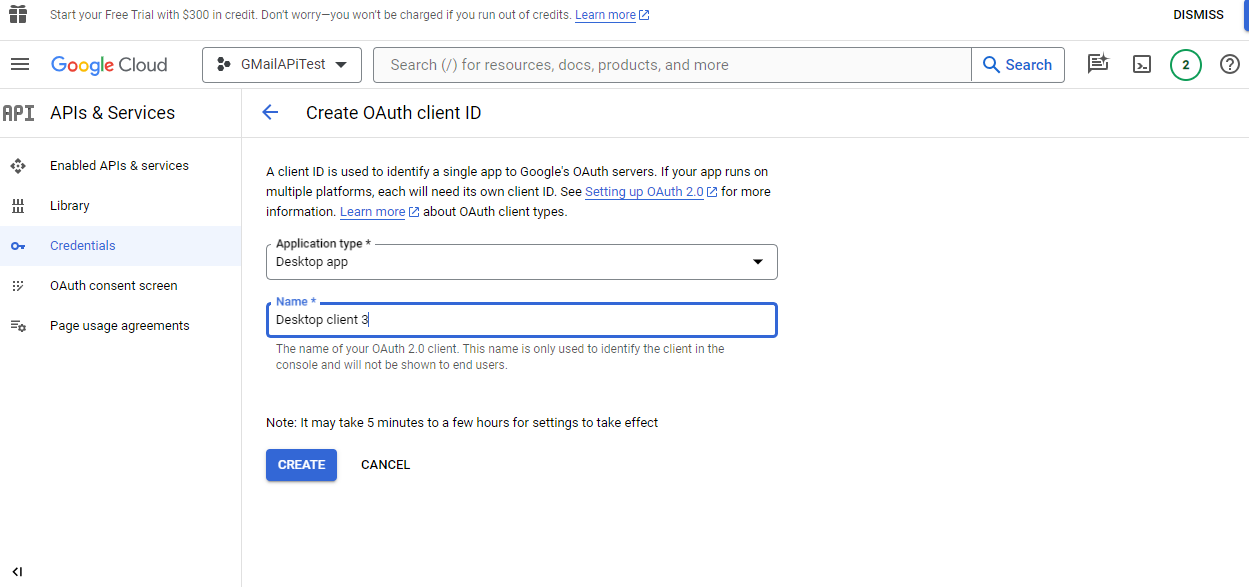 Start your Free Trial with $300 in credit. Don’t worry—you won’t be charged if you run out of credits. Learn more
DISMISS
Google Cloud
GMailAPiTest
Search (/) for resources, docs, products, and more
Search
2
API
APIs & Services
Create OAuth client ID
Enabled APIs & services
Library
Credentials
OAuth consent screen
Page usage agreements
A client ID is used to identify a single app to Google's OAuth servers. If your app runs on
multiple platforms, each will need its own client ID. See Setting up OAuth 2.0 for more
information. Learn more about OAuth client types.
Application type *
Desktop app
Name *
Desktop client 3
The name of your OAuth 2.0 client. This name is only used to identify the client in the
console and will not be shown to end users.
Note: It may take 5 minutes to a few hours for settings to take effect
CREATE
CANCEL